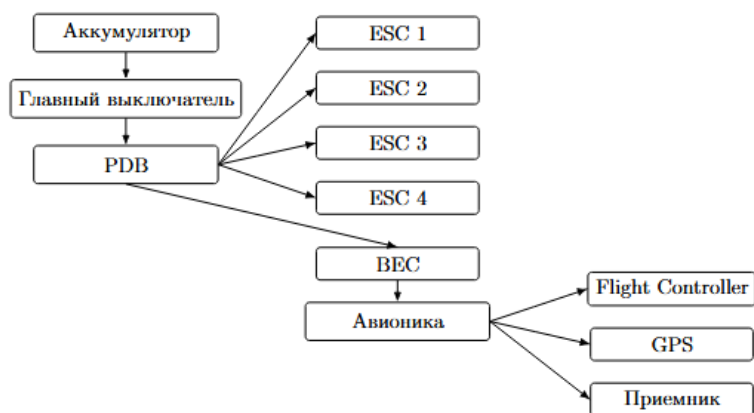 Аккумулятор
Главный выключатель
PDB
ESC 1
ESC 2
ESC 3
ESC 4
BEC
Авионика
Flight Controller
GPS
Приемник